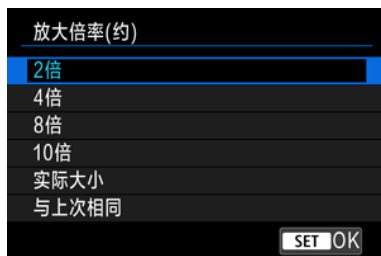 放大倍率(约)
2倍
4倍
8倍
10倍
实际大小
与上次相同
SET OK